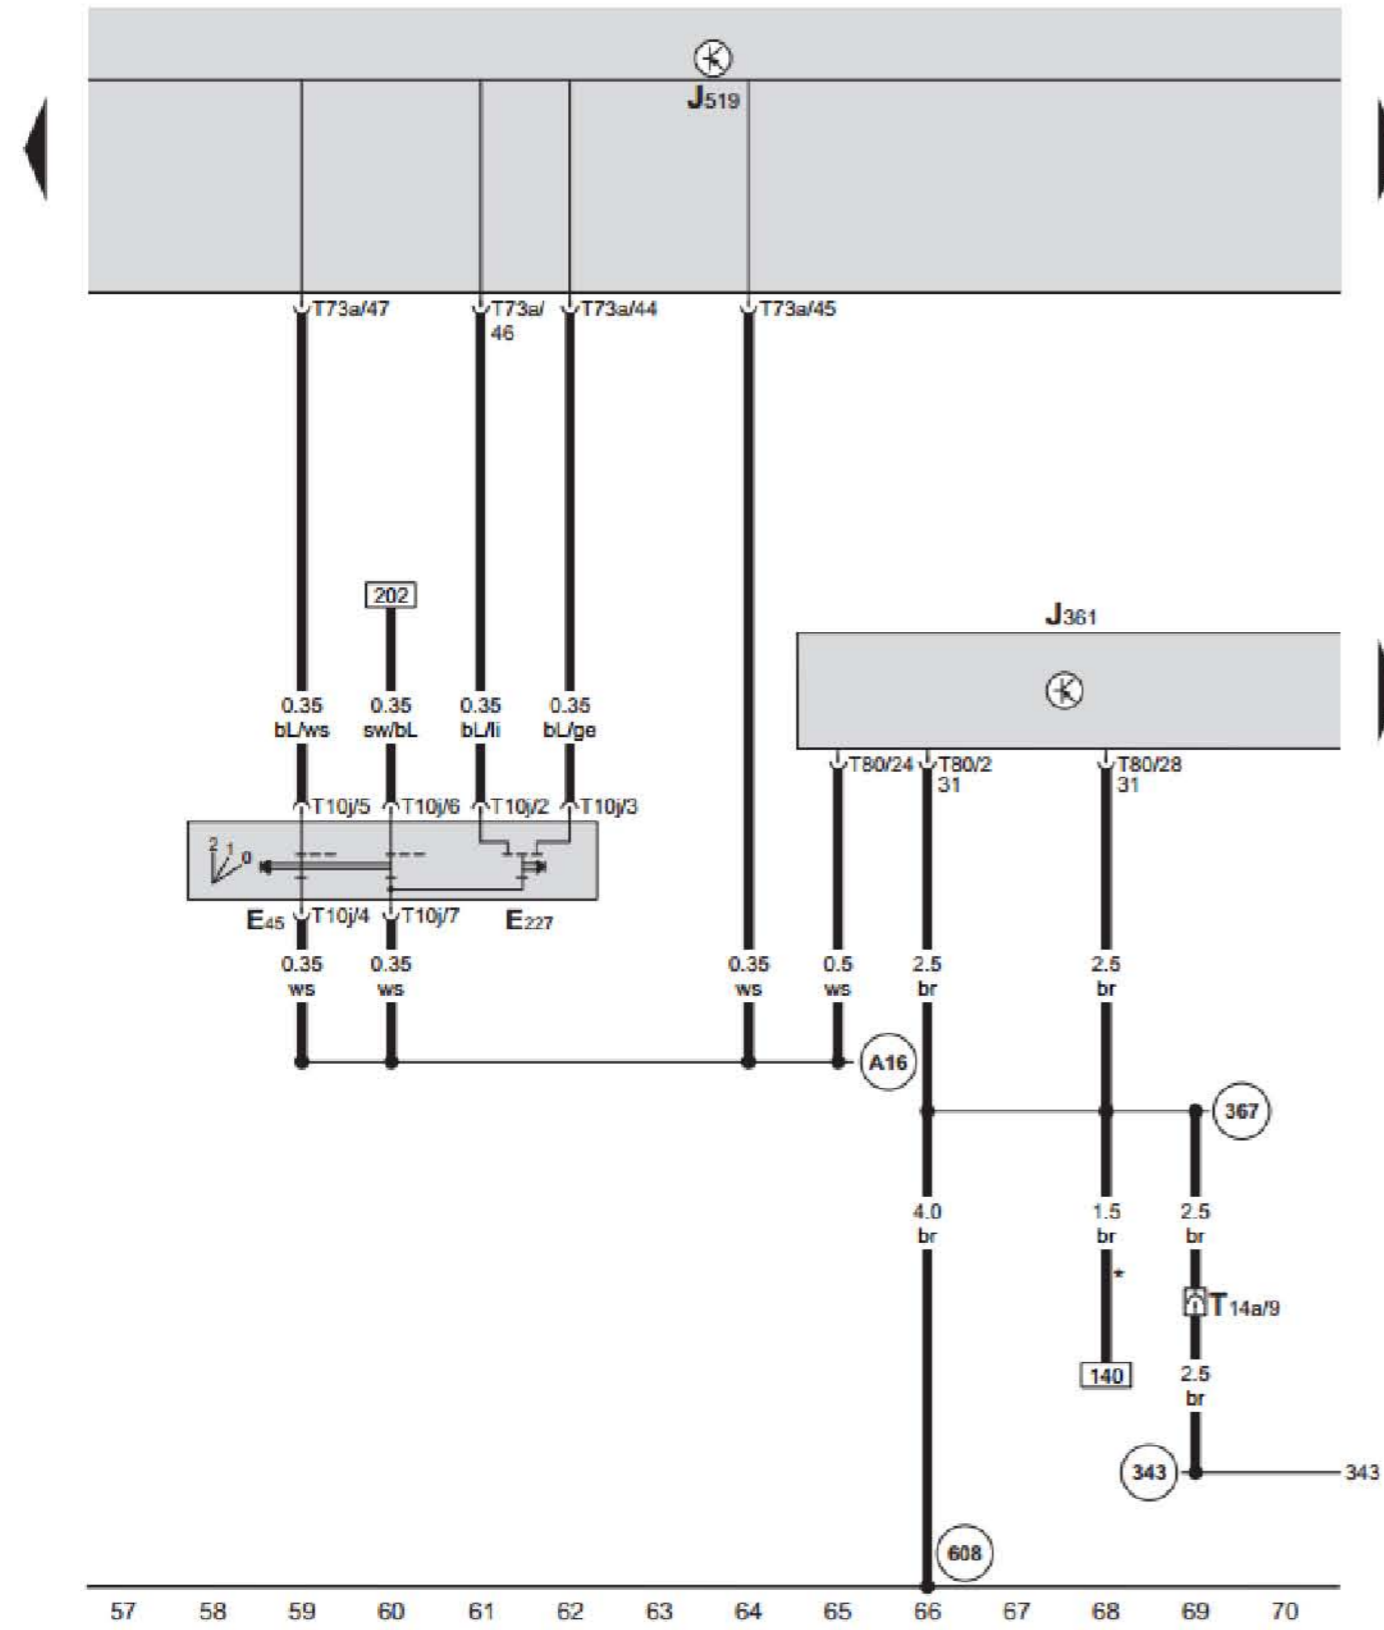 J519
T73a/47
T73a/
46
T73a/44
T73a/45
202
J361
0.35
bL/ws
0.35
sw/bL
0.35
bL/li
0.35
bL/ge
T80/24
T80/2
31
T80/28
31
T10j/5
T10j/6
T10j/2
T10j/3
2
1
0
E45
T10j/4
T10j/7
E227
0.35
ws
0.35
ws
0.35
ws
0.5
ws
2.5
br
2.5
br
A16
367
4.0
br
1.5
br
2.5
br
*
T14a/9
140
2.5
br
343
343
608
57 58 59 60 61 62 63 64 65 66 67 68 69 70